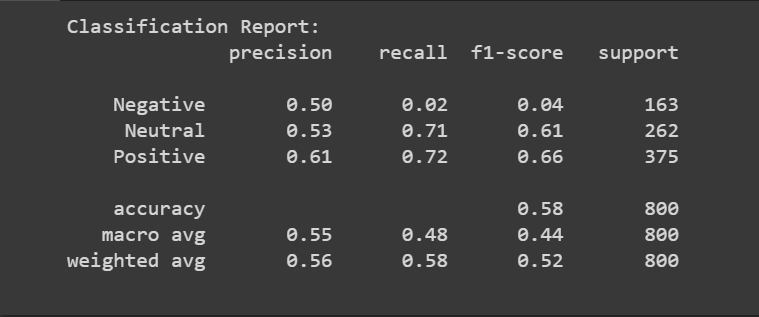 Classification Report:
precision recall f1-score support
Negative 0.50 0.02 0.04 163
Neutral 0.53 0.71 0.61 262
Positive 0.61 0.72 0.66 375
accuracy 0.58 800
macro avg 0.55 0.48 0.44 800
weighted avg 0.56 0.58 0.52 800